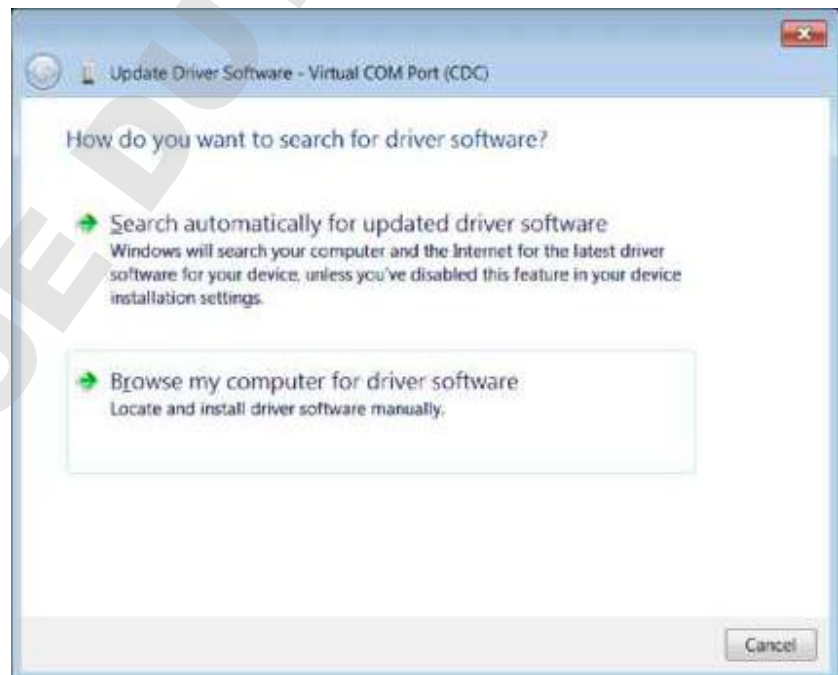 Update Driver Software - Virtual COM Port (CDC)
How do you want to search for driver software?
Search automatically for updated driver software
Windows will search your computer and the Internet for the latest driver
software for your device, unless you've disabled this feature in your device
installation settings.
Browse my computer for driver software
Locate and install driver software manually.
Cancel